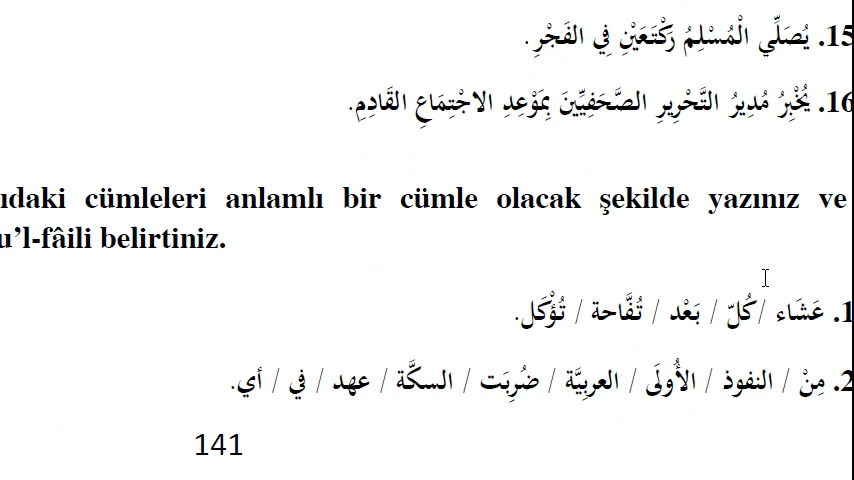 15. يُصَلِّي الْمُسْلِمُ رَكْتَعَيْنِ فِي الفَجْرِ .
16. يُخْبِرُ مُدِيرُ التَّحْرِيرِ الصَّحَفِيِّينَ بِمَوْعِدِ الاجْتِمَاعِ القَادِمِ.
ıdaki cümleleri anlamlı bir cümle olacak şekilde yazınız ve
u’l-fâili belirtiniz.
1. عَشَاء /كُلّ / بَعْد / تُفَّاحة / تُؤْكَل.
2. مِنْ / النفوذ / الأُولَى / العربِيَّة / ضُرِبَت / السكَّة / عهد / في / أي.
141